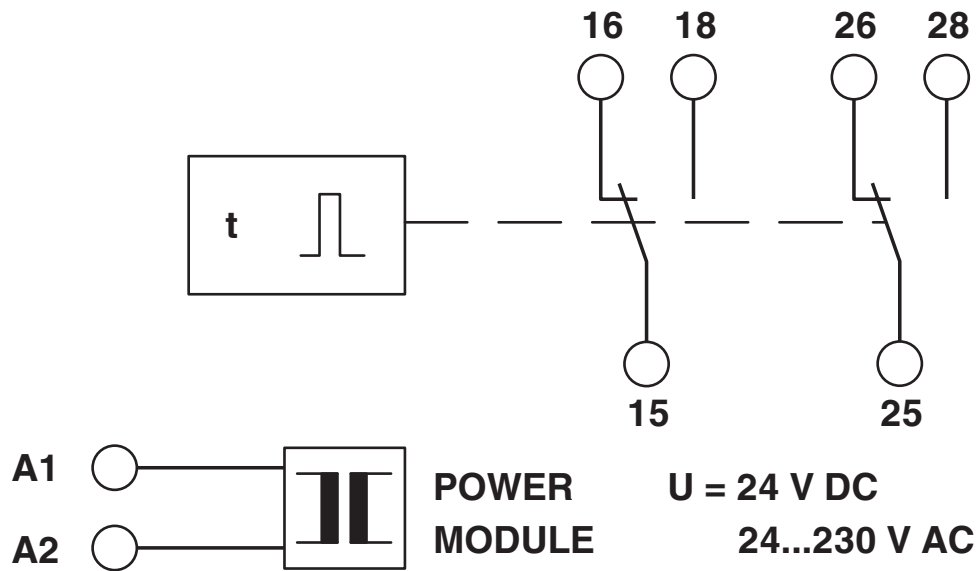 16 18 26 28
t
15 25
A1
POWER U = 24 V DC
A2
MODULE 24...230 V AC